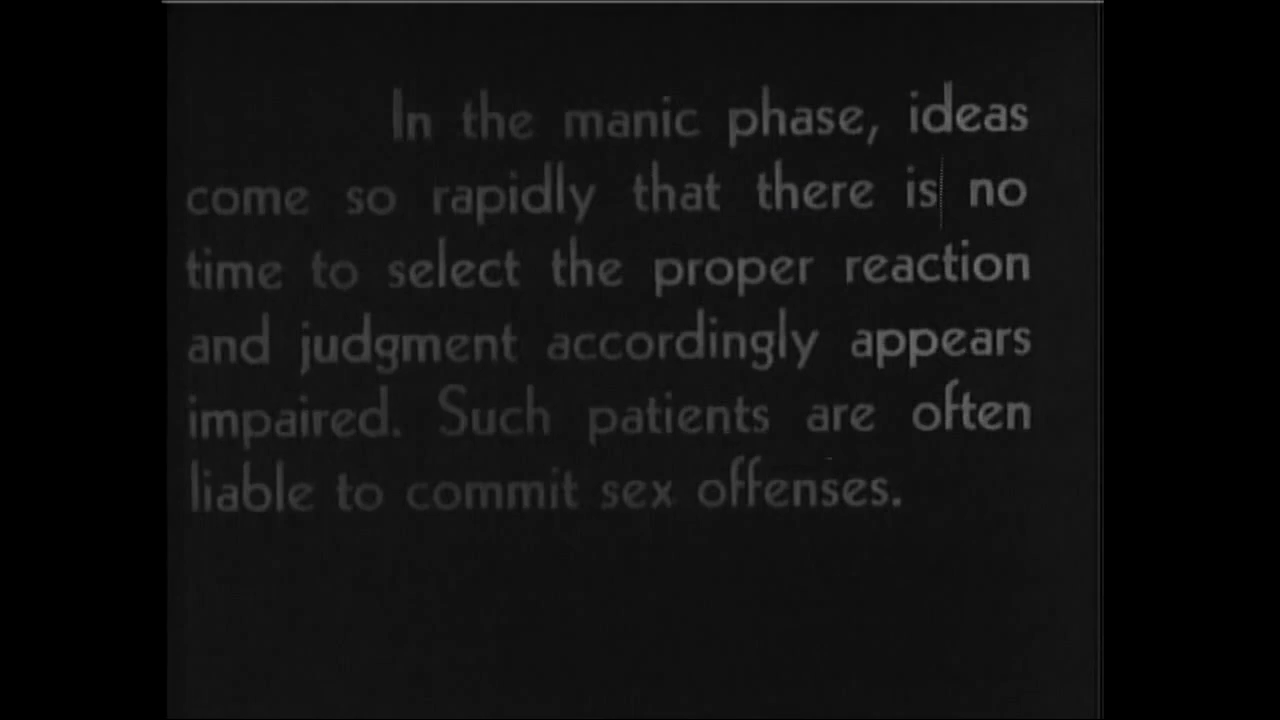 In the manic phase, ideas
come so rapidly that there is no
time to select the proper reaction
and judgment accordingly appears
impaired. Such patients are often
liable to commit sex offenses.